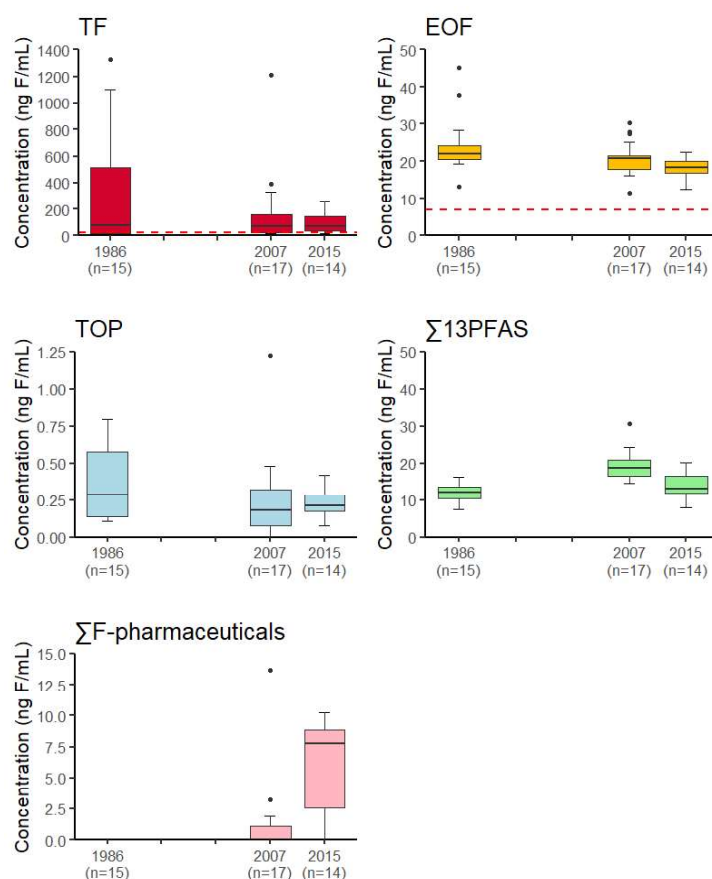 TF
Concentration (ng F/mL)
1400
1200
1000
800
600
400
200
0
1986
(n=15)
2007
(n=17)
2015
(n=14)
EOF
Concentration (ng F/mL)
50
40
30
20
10
0
1986
(n=15)
2007
(n=17)
2015
(n=14)
TOP
Concentration (ng F/mL)
1.25
1.00
0.75
0.50
0.25
0.00
1986
(n=15)
2007
(n=17)
2015
(n=14)
∑13PFAS
Concentration (ng F/mL)
50
40
30
20
10
0
1986
(n=15)
2007
(n=17)
2015
(n=14)
∑F-pharmaceuticals
Concentration (ng F/mL)
15.0
12.5
10.0
7.5
5.0
2.5
0.0
1986
(n=15)
2007
(n=17)
2015
(n=14)